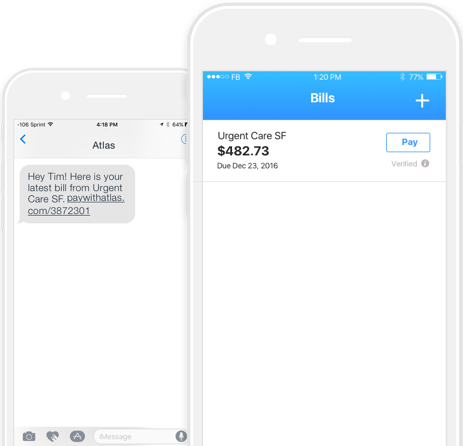 -106 Sprint 4:18 PM 64%
Atlas
Hey Tim! Here is your
latest bill from Urgent
Care SF. paywithatlas.
com/3872301
iMessage
FB 1:20 PM 77%
Bills
Urgent Care SF
$482.73
Due Dec 23, 2016
Pay
Verified